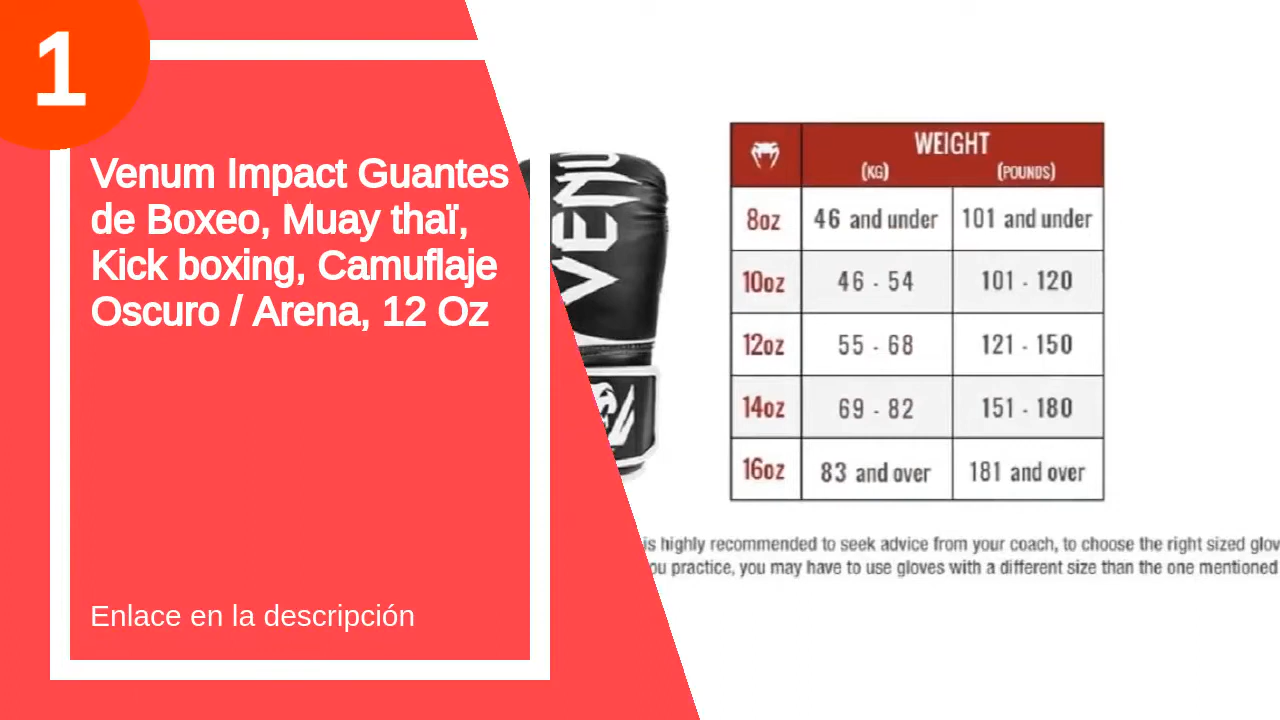 1
Venum Impact Guantes
de Boxeo, Muay thaï,
Kick boxing, Camuflaje
Oscuro / Arena, 12 Oz
Enlace en la descripción
VENU
WEIGHT
(KG) (POUNDS)
8oz 46 and under 101 and under
10oz 46 - 54 101 - 120
12oz 55 - 68 121 - 150
14oz 69 - 82 151 - 180
16oz 83 and over 181 and over
is highly recommended to seek advice from your coach, to choose the right sized glov
ou practice, you may have to use gloves with a different size than the one mentioned